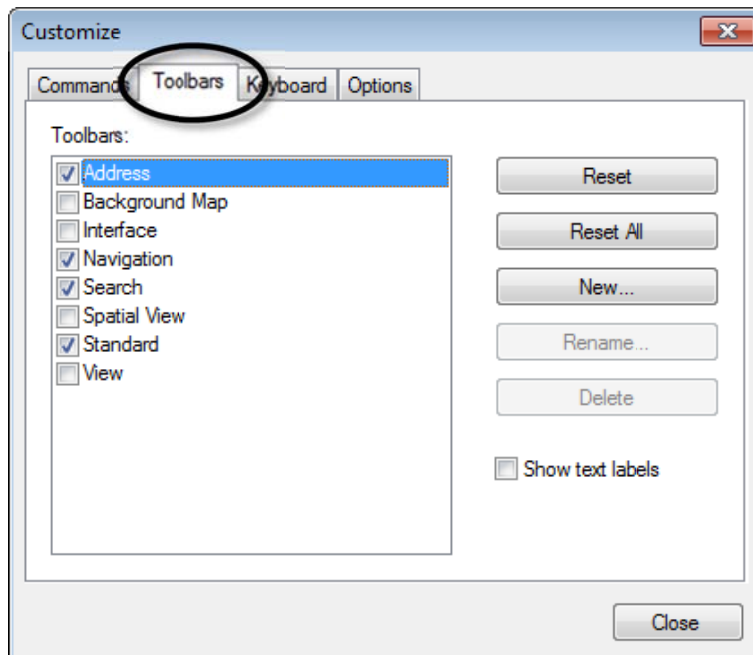 Customize
Commands Toolbars Keyboard Options
Toolbars:
Address
Background Map
Interface
Navigation
Search
Spatial View
Standard
View
Reset
Reset All
New...
Rename...
Delete
Show text labels
Close